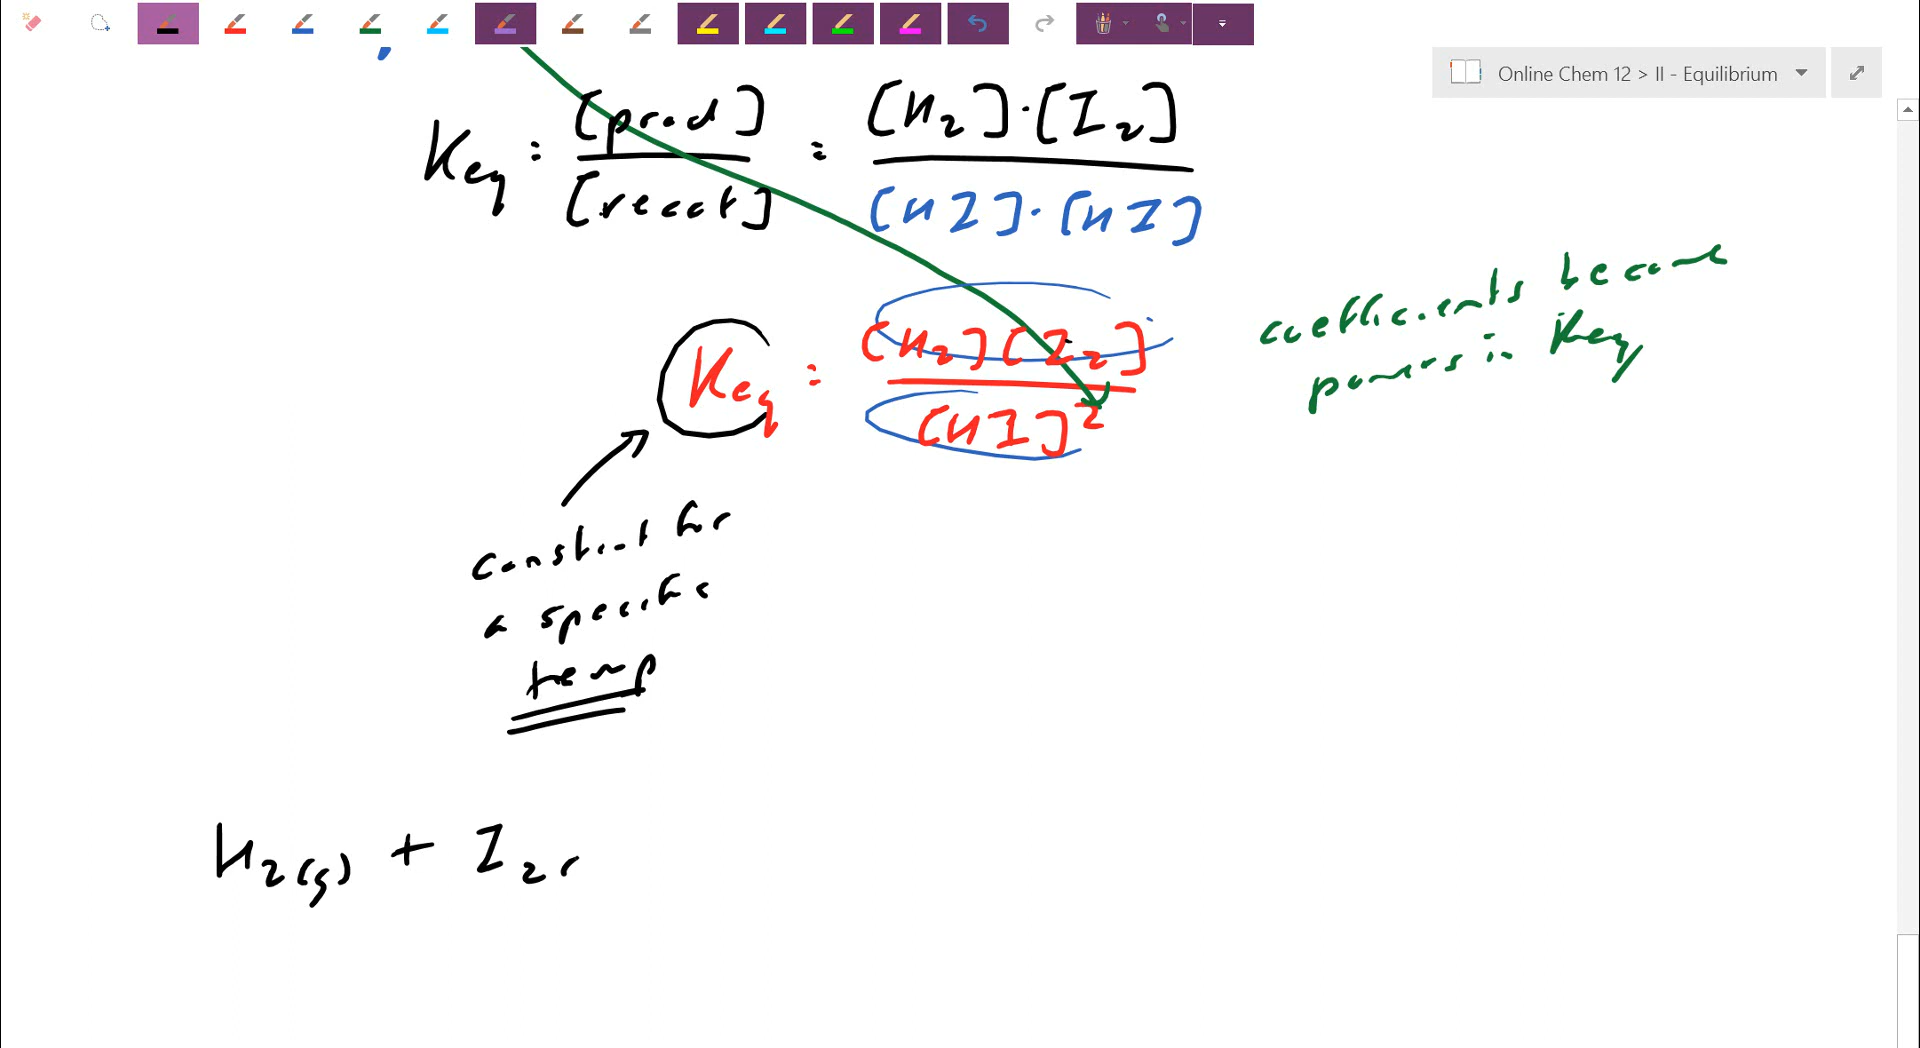 Online Chem 12 > II - Equilibrium
Keq = [prod] / [react] = [H₂]·[I₂] / [HI]·[HI]
Keq = [H₂][I₂] / [HI]²
coefficients become
powers in Keq
constant for
a specific
temp
H₂(g) + I₂(